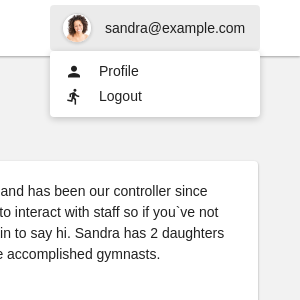 sandra@example.com
Profile
Logout
and has been our controller since
to interact with staff so if you`ve not
in to say hi. Sandra has 2 daughters
accomplished gymnasts.